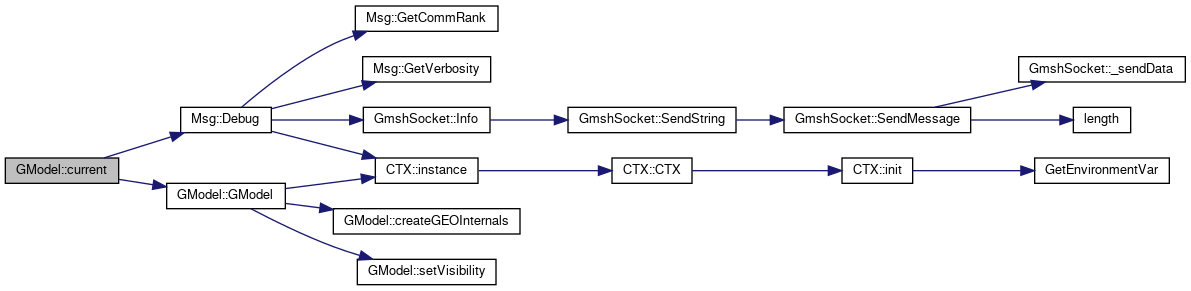 Msg::GetCommRank
Msg::GetVerbosity
GmshSocket::_sendData
Msg::Debug
GmshSocket::Info
GmshSocket::SendString
GmshSocket::SendMessage
length
GModel::current
CTX::instance
CTX::CTX
CTX::init
GetEnvironmentVar
GModel::GModel
GModel::createGEOInternals
GModel::setVisibility